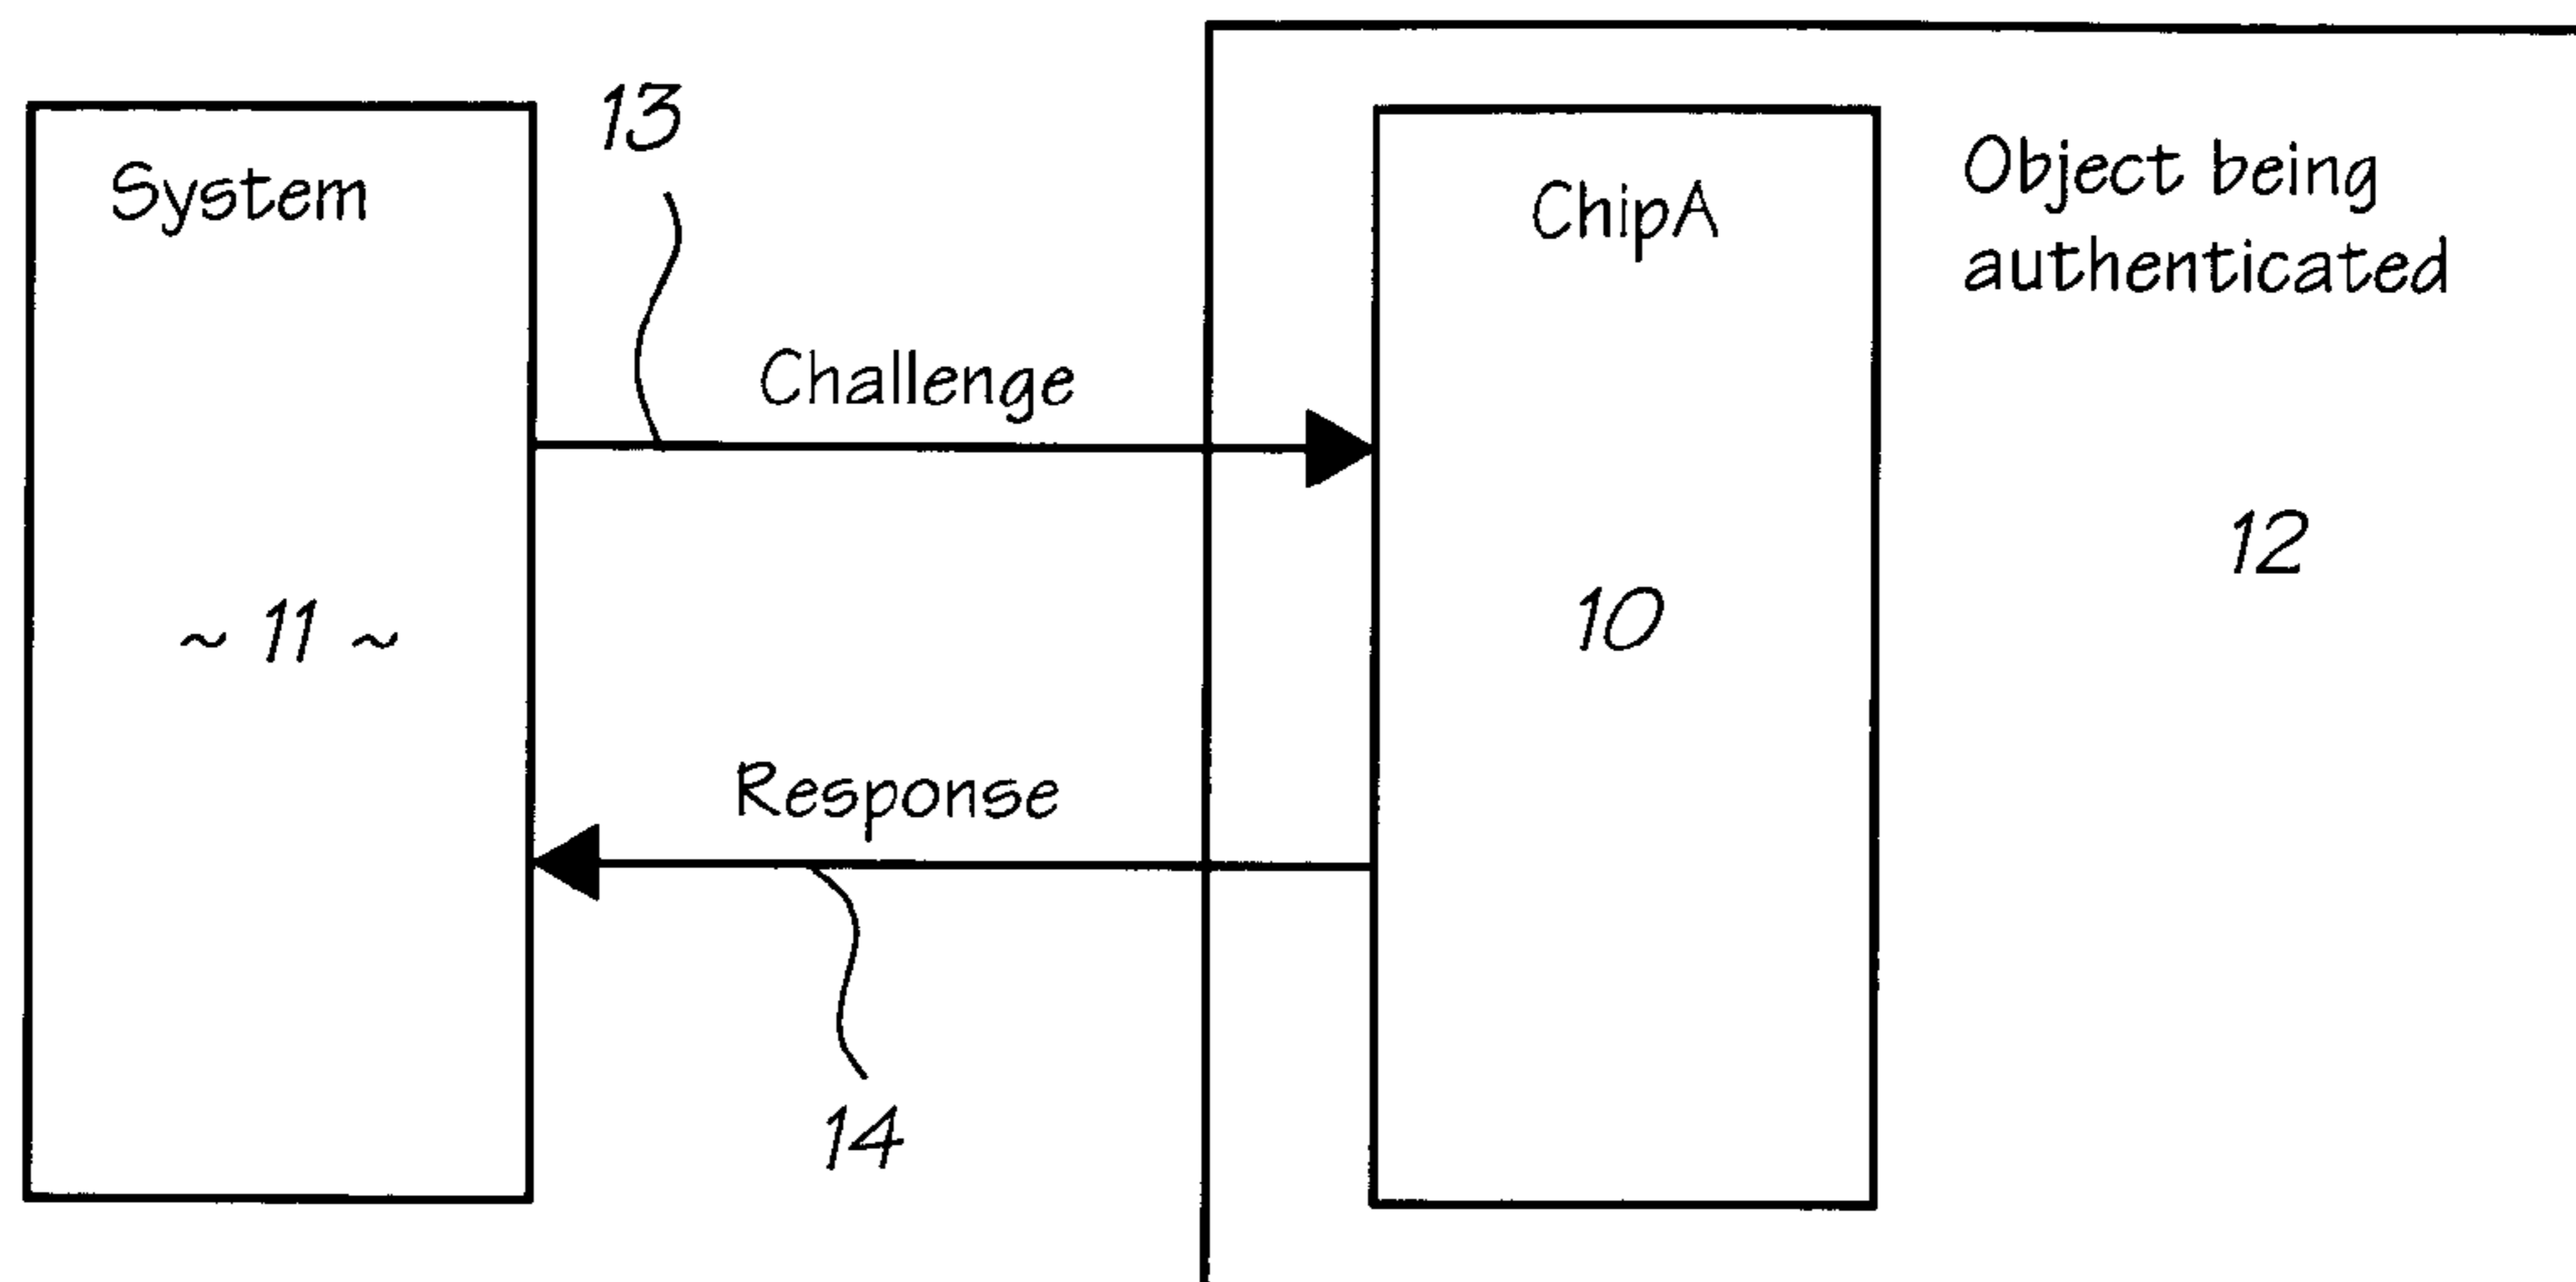 13
System
ChipA
Object being
authenticated
Challenge
12
~ 11 ~
10
Response
14